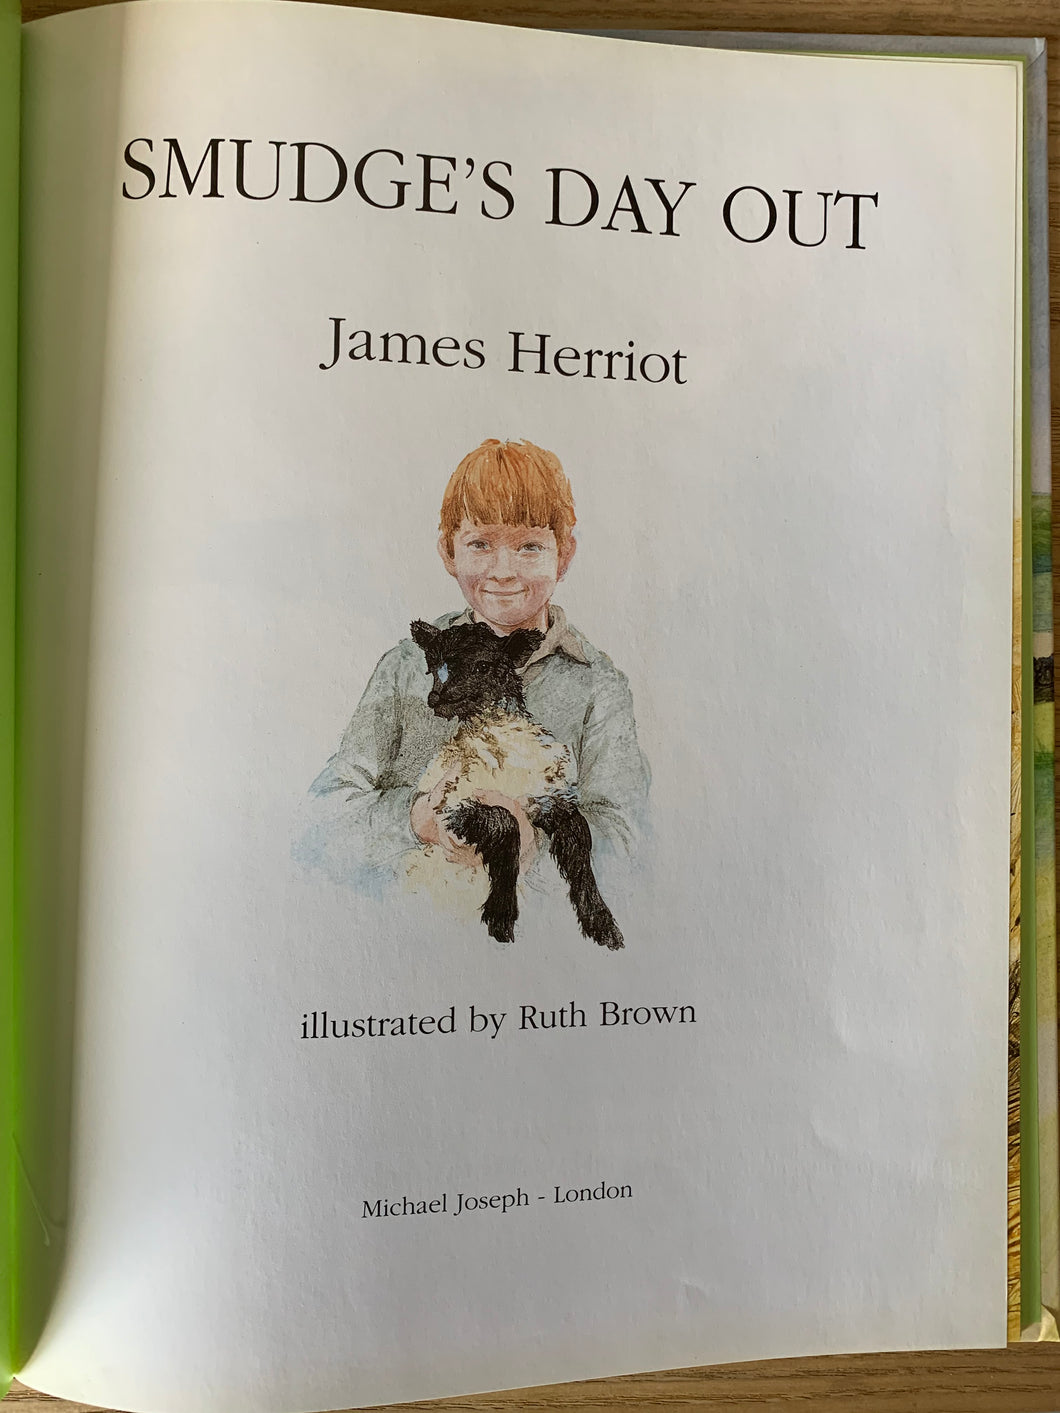 SMUDGE'S DAY OUT
James Herriot
illustrated by Ruth Brown
Michael Joseph - London